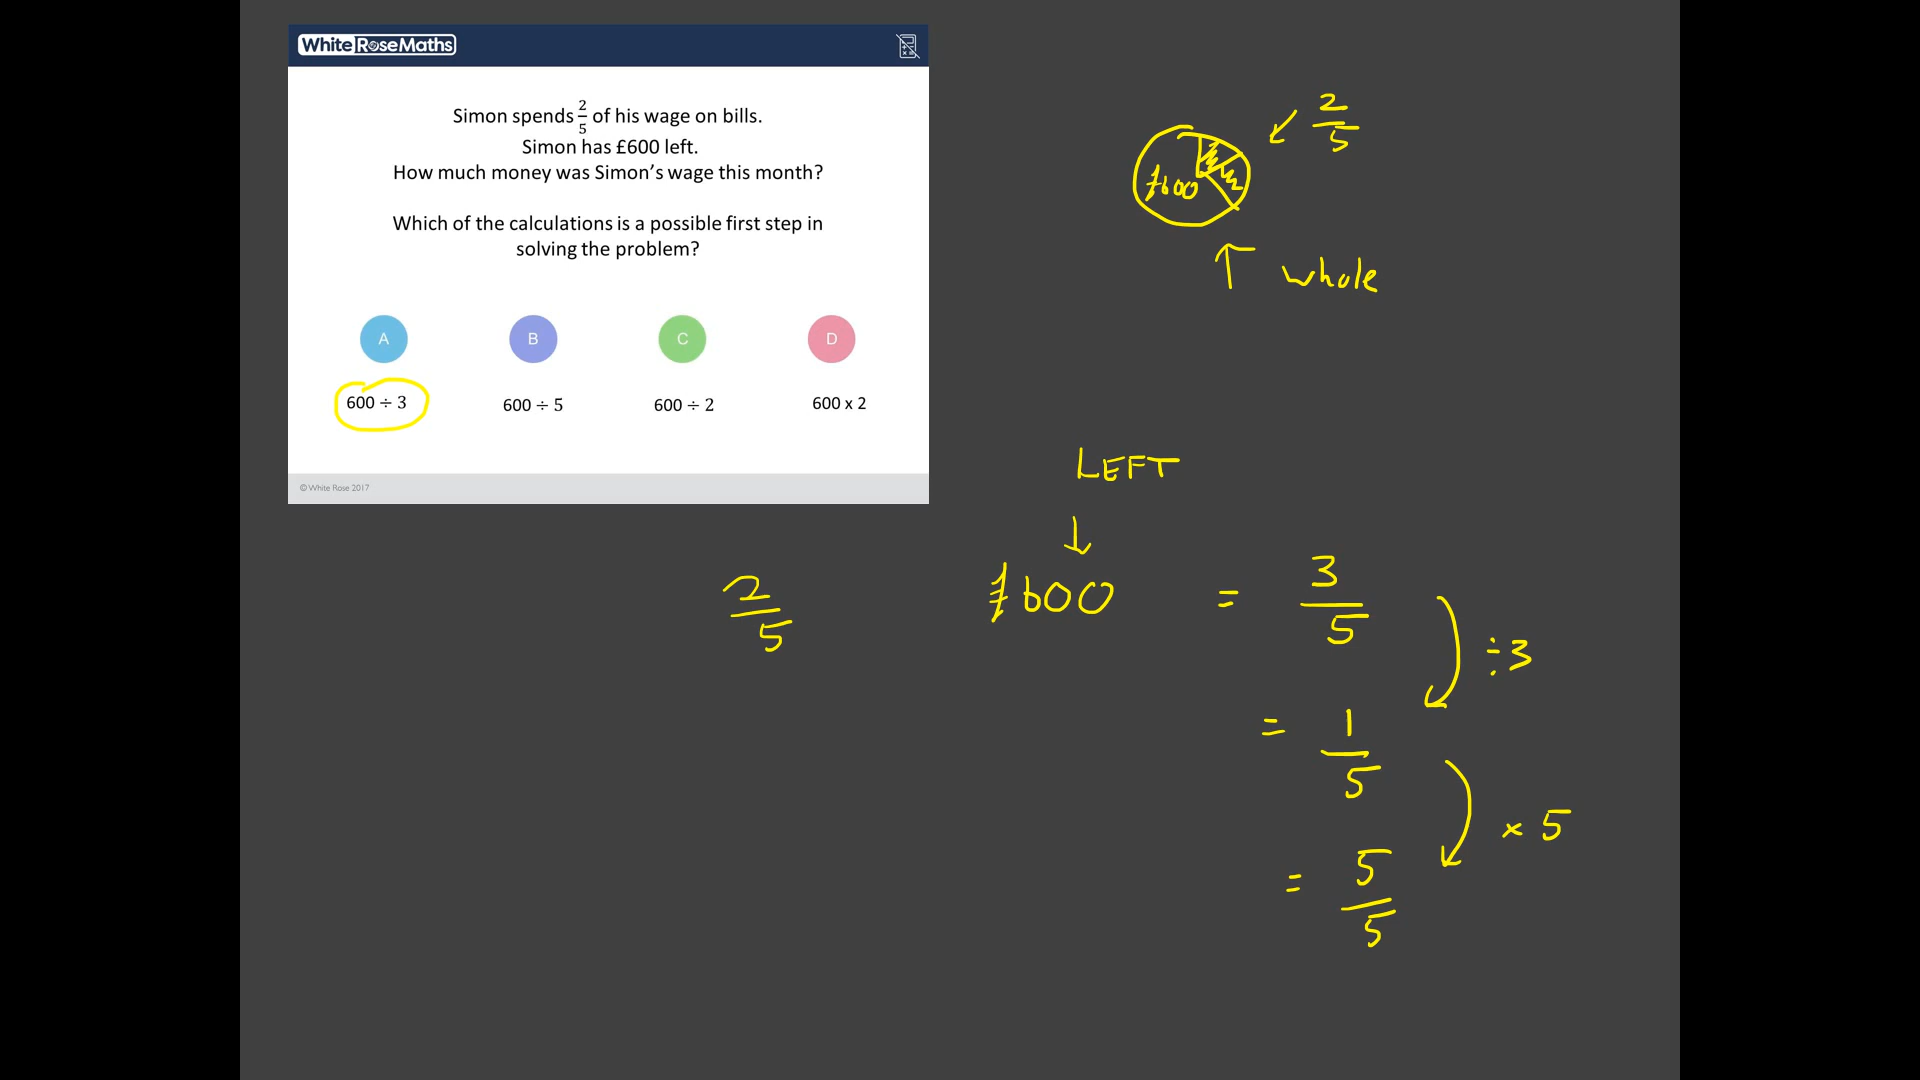 WhiteRoseMaths
Simon spends 2/5 of his wage on bills.
Simon has £600 left.
How much money was Simon's wage this month?
Which of the calculations is a possible first step in
solving the problem?
A B C D
600 ÷ 3 600 ÷ 5 600 ÷ 2 600 x 2
© White Rose 2017
2/5
£600
↑ whole
LEFT
↓
2/5 £600 = 3/5
÷3
= 1/5
× 5
= 5/5